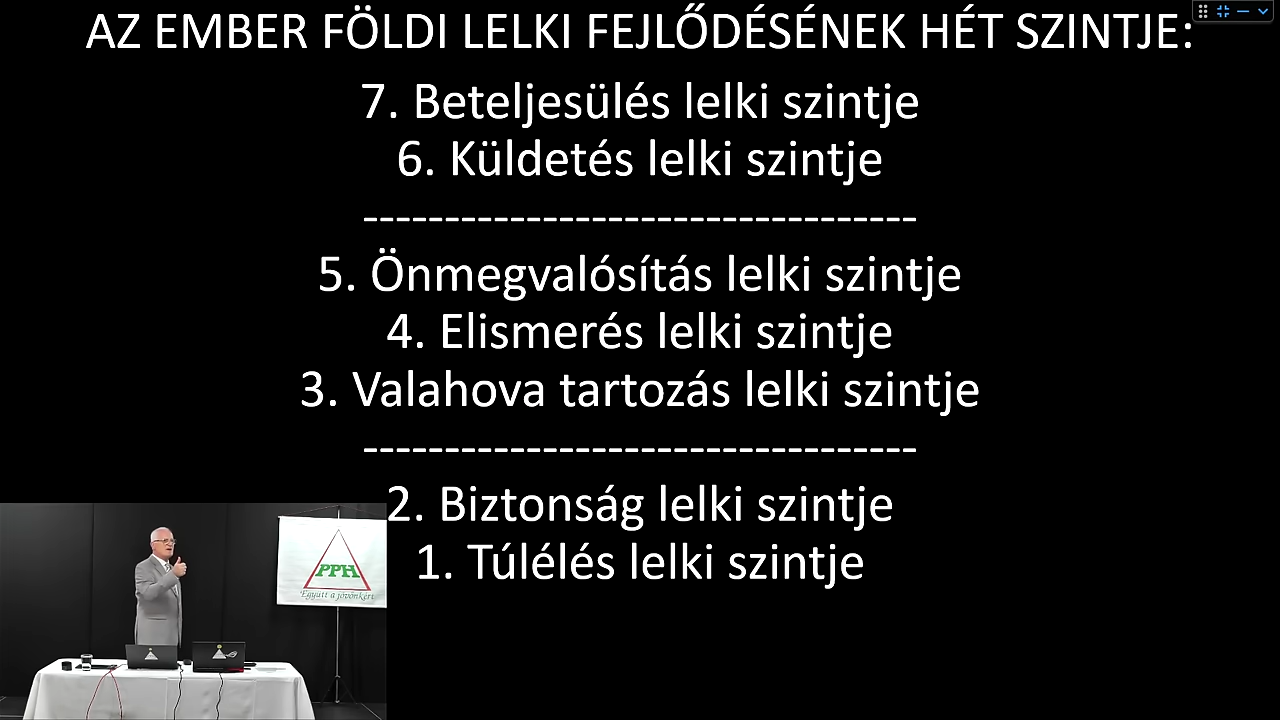 AZ EMBER FÖLDI LELKI FEJLŐDÉSÉNEK HÉT SZINTJE:
7. Beteljesülés lelki szintje
6. Küldetés lelki szintje
----------------------------------
5. Önmegvalósítás lelki szintje
4. Elismerés lelki szintje
3. Valahova tartozás lelki szintje
----------------------------------
2. Biztonság lelki szintje
1. Túlélés lelki szintje
PPH
Együtt a jövőnkért